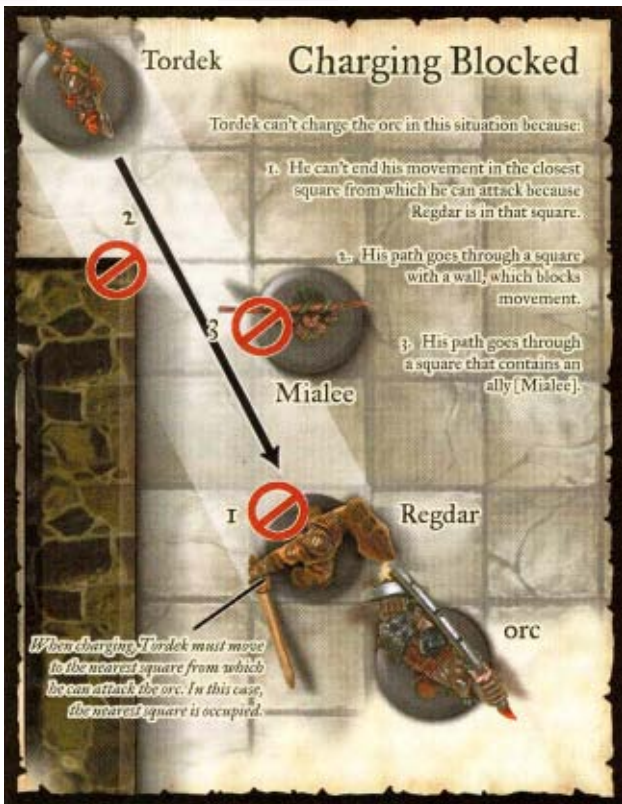 Tordek
Charging Blocked
Tordek can't charge the orc in this situation because:
1. He can't end his movement in the closest
square from which he can attack because
Regdar is in that square.
2. His path goes through a square
with a wall, which blocks
movement.
3. His path goes through
a square that contains an
ally [Mialee].
2
3
Mialee
1
Regdar
orc
When charging, Tordek must move
to the nearest square from which
he can attack the orc. In this case,
the nearest square is occupied.